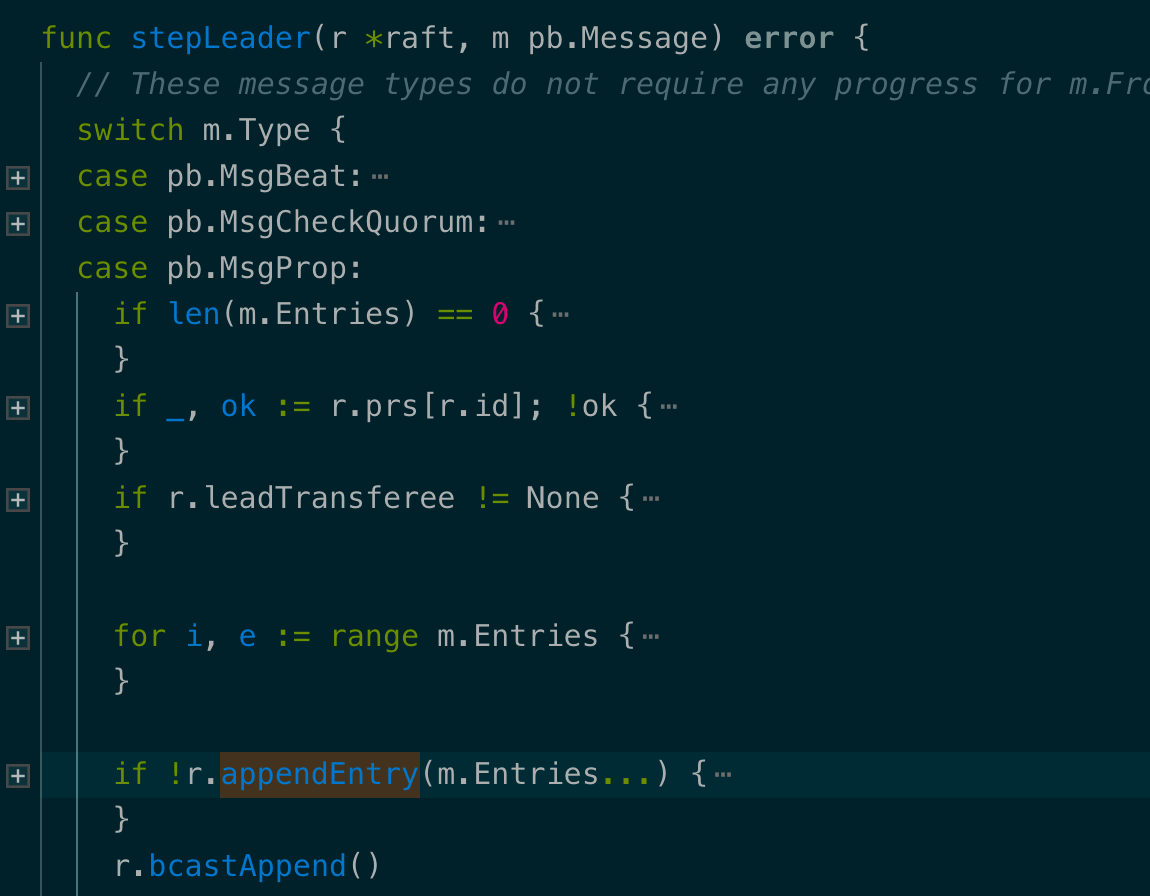 func stepLeader(r *raft, m pb.Message) error {
// These message types do not require any progress for m.Fro
switch m.Type {
case pb.MsgBeat:⋯
case pb.MsgCheckQuorum:⋯
case pb.MsgProp:
if len(m.Entries) == 0 {⋯
}
if _, ok := r.prs[r.id]; !ok {⋯
}
if r.leadTransferee != None {⋯
}
for i, e := range m.Entries {⋯
}
if !r.appendEntry(m.Entries...) {⋯
}
r.bcastAppend()